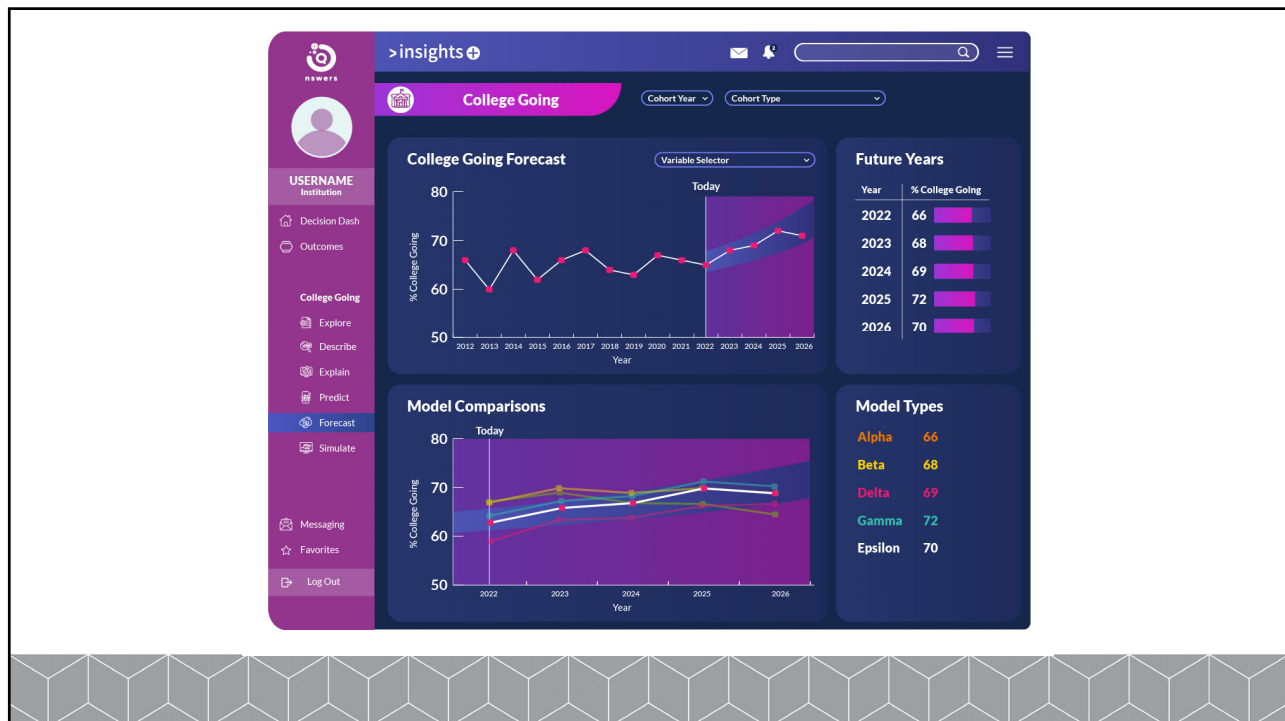 nswers
>insights
2
College Going
Cohort Year
Cohort Type
USERNAME
Institution
Decision Dash
Outcomes
College Going
Explore
Describe
Explain
Predict
Forecast
Simulate
Messaging
Favorites
Log Out
College Going Forecast
Variable Selector
Today
80
70
60
50
% College Going
2012 2013 2014 2015 2016 2017 2018 2019 2020 2021 2022 2023 2024 2025 2026
Year
Future Years
Year % College Going
2022 66
2023 68
2024 69
2025 72
2026 70
Model Comparisons
Today
80
70
60
50
% College Going
2022 2023 2024 2025 2026
Year
Model Types
Alpha 66
Beta 68
Delta 69
Gamma 72
Epsilon 70